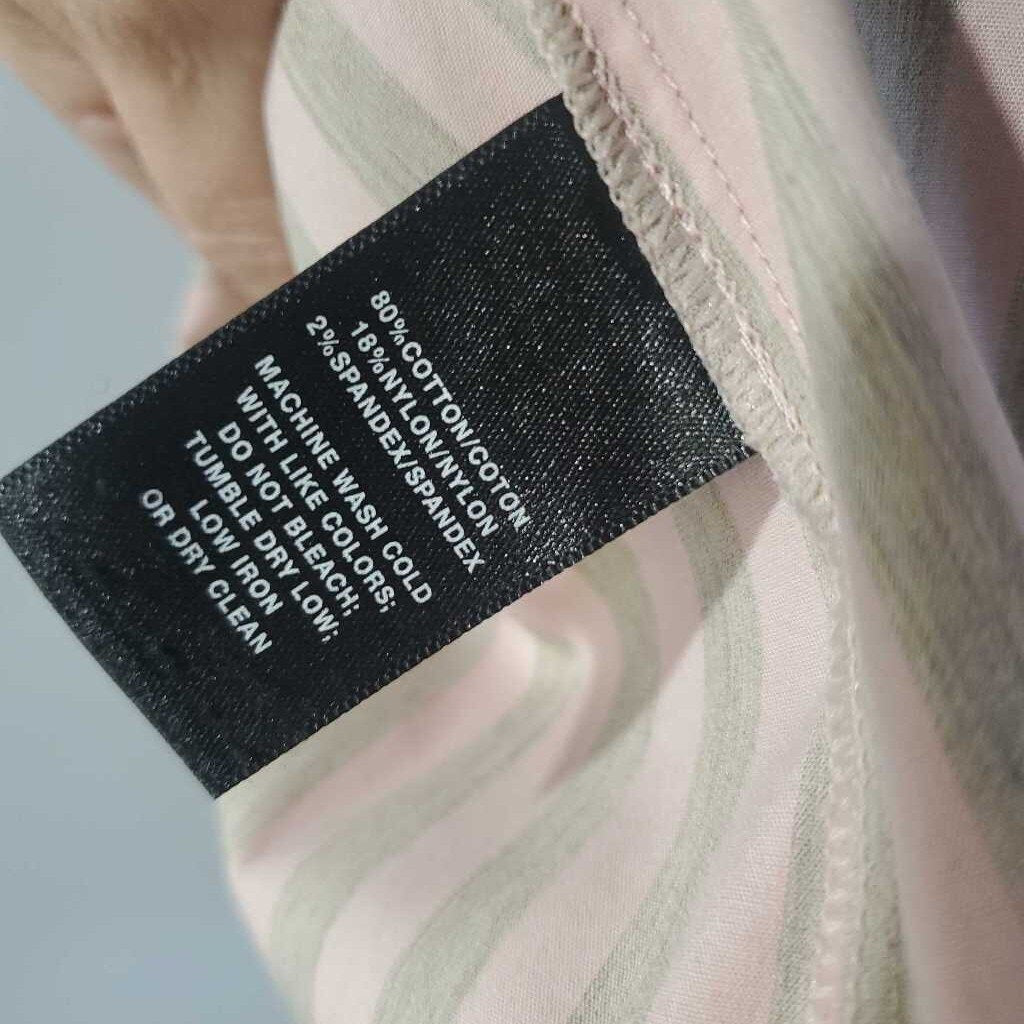 80%COTTON/COTON
18%NYLON/NYLON
2%SPANDEX/SPANDEX
MACHINE WASH COLD
WITH LIKE COLORS;
DO NOT BLEACH;
TUMBLE DRY LOW;
LOW IRON
OR DRY CLEAN